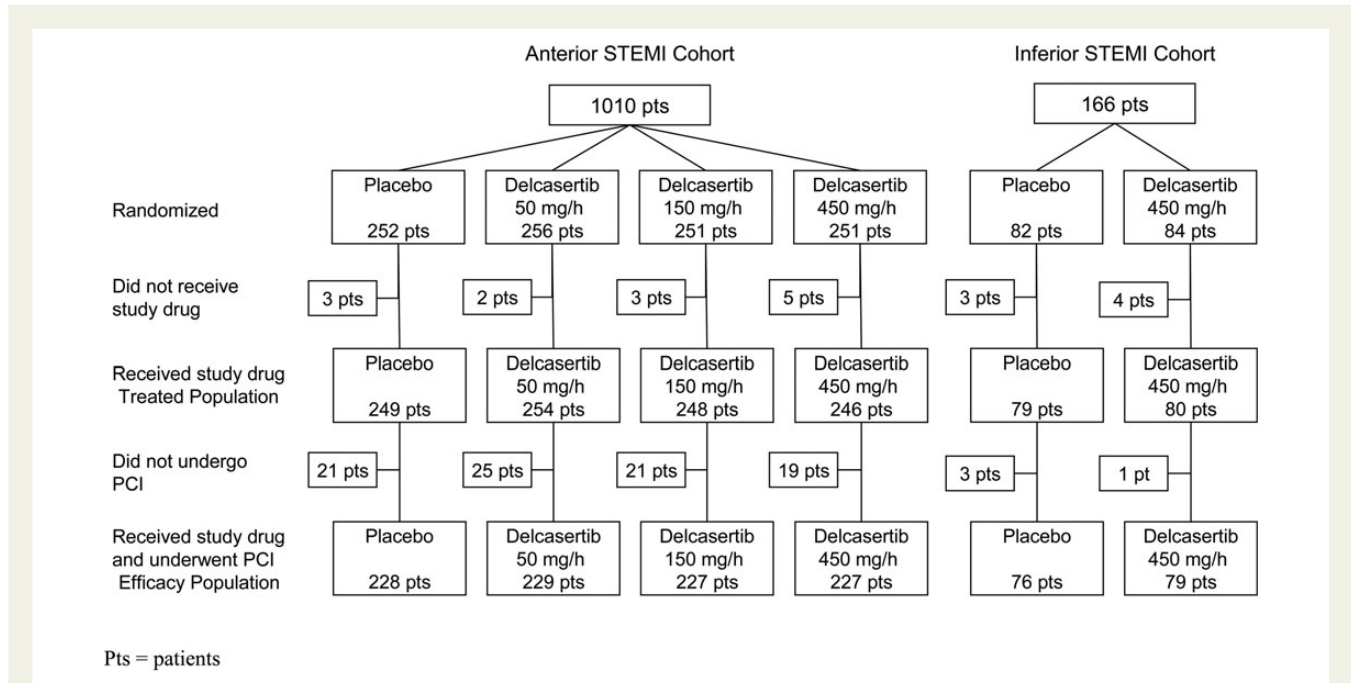 Anterior STEMI Cohort
Inferior STEMI Cohort
1010 pts
166 pts
Randomized
Placebo
252 pts
Delcasertib
50 mg/h
256 pts
Delcasertib
150 mg/h
251 pts
Delcasertib
450 mg/h
251 pts
Placebo
82 pts
Delcasertib
450 mg/h
84 pts
Did not receive
study drug
3 pts
2 pts
3 pts
5 pts
3 pts
4 pts
Received study drug
Treated Population
Placebo
249 pts
Delcasertib
50 mg/h
254 pts
Delcasertib
150 mg/h
248 pts
Delcasertib
450 mg/h
246 pts
Placebo
79 pts
Delcasertib
450 mg/h
80 pts
Did not undergo
PCI
21 pts
25 pts
21 pts
19 pts
3 pts
1 pt
Received study drug
and underwent PCI
Efficacy Population
Placebo
228 pts
Delcasertib
50 mg/h
229 pts
Delcasertib
150 mg/h
227 pts
Delcasertib
450 mg/h
227 pts
Placebo
76 pts
Delcasertib
450 mg/h
79 pts
Pts = patients